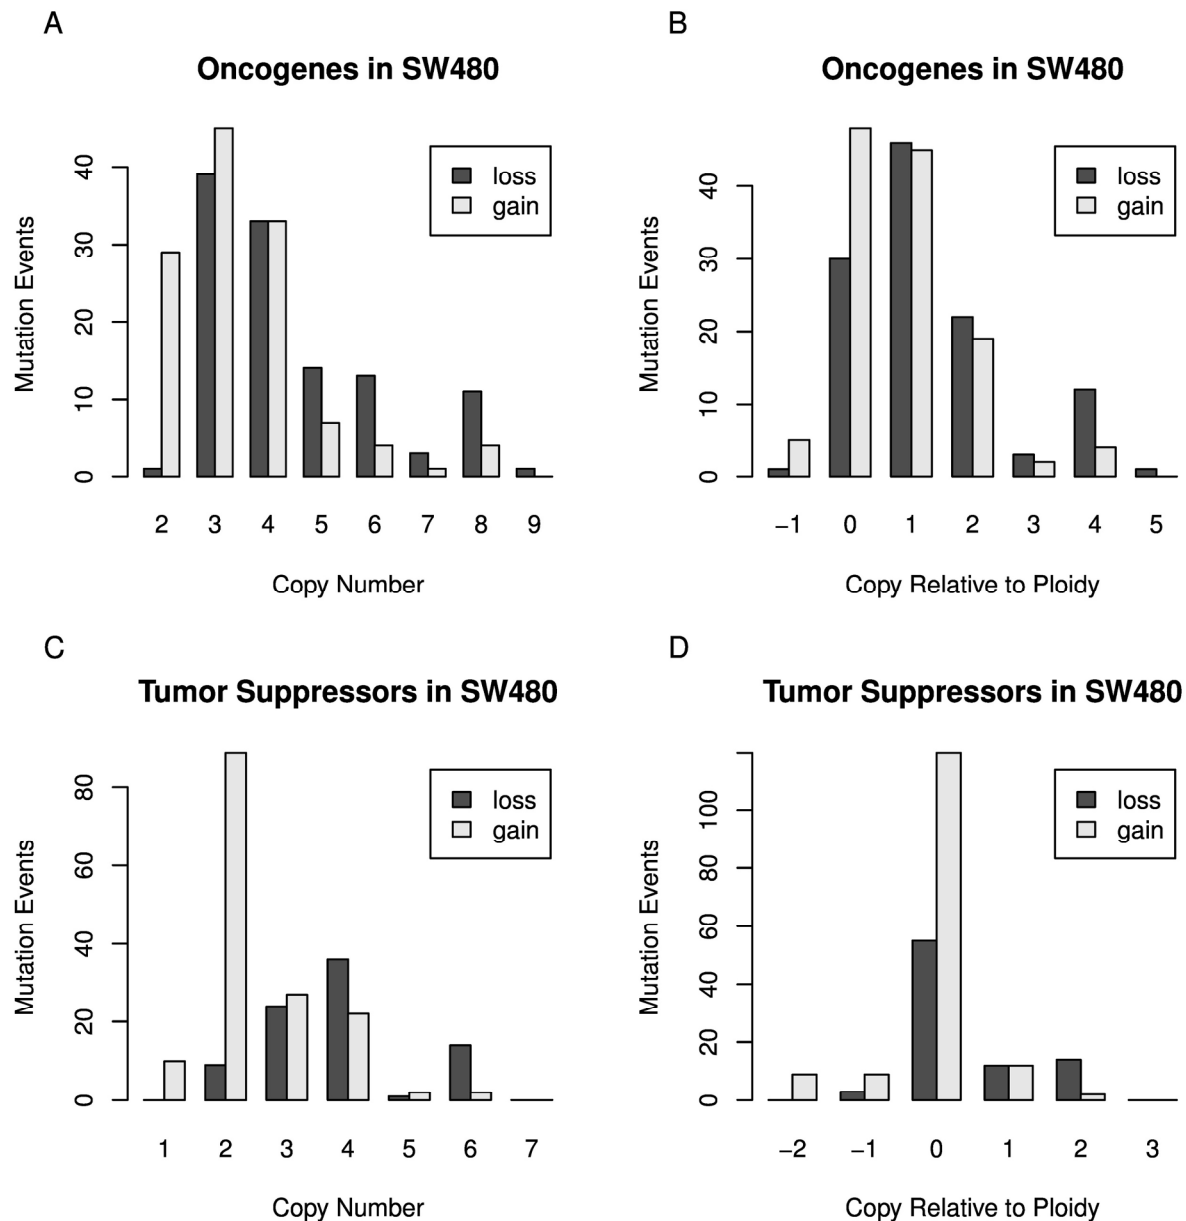 A
Oncogenes in SW480
Mutation Events
0 10 20 30 40
loss
gain
2 3 4 5 6 7 8 9
Copy Number
B
Oncogenes in SW480
Mutation Events
0 10 20 30 40
loss
gain
−1 0 1 2 3 4 5
Copy Relative to Ploidy
C
Tumor Suppressors in SW480
Mutation Events
0 20 40 60 80
loss
gain
1 2 3 4 5 6 7
Copy Number
D
Tumor Suppressors in SW480
Mutation Events
0 20 40 60 80 100
loss
gain
−2 −1 0 1 2 3
Copy Relative to Ploidy